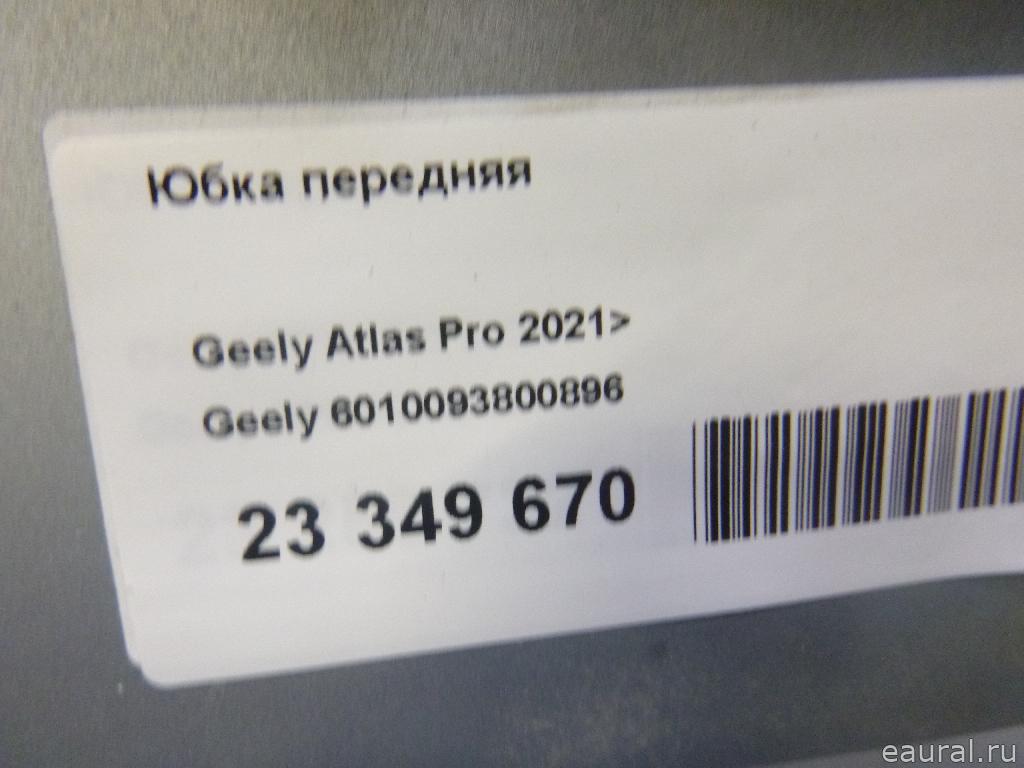 Юбка передняя
Geely Atlas Pro 2021>
Geely 6010093800896
23 349 670
eaural.ru